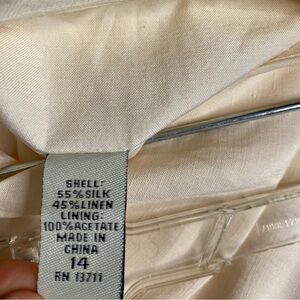 SHELL:
55%SILK
45%LINEN
LINING:
100%ACETATE
MADE IN
CHINA
14
RN 13711